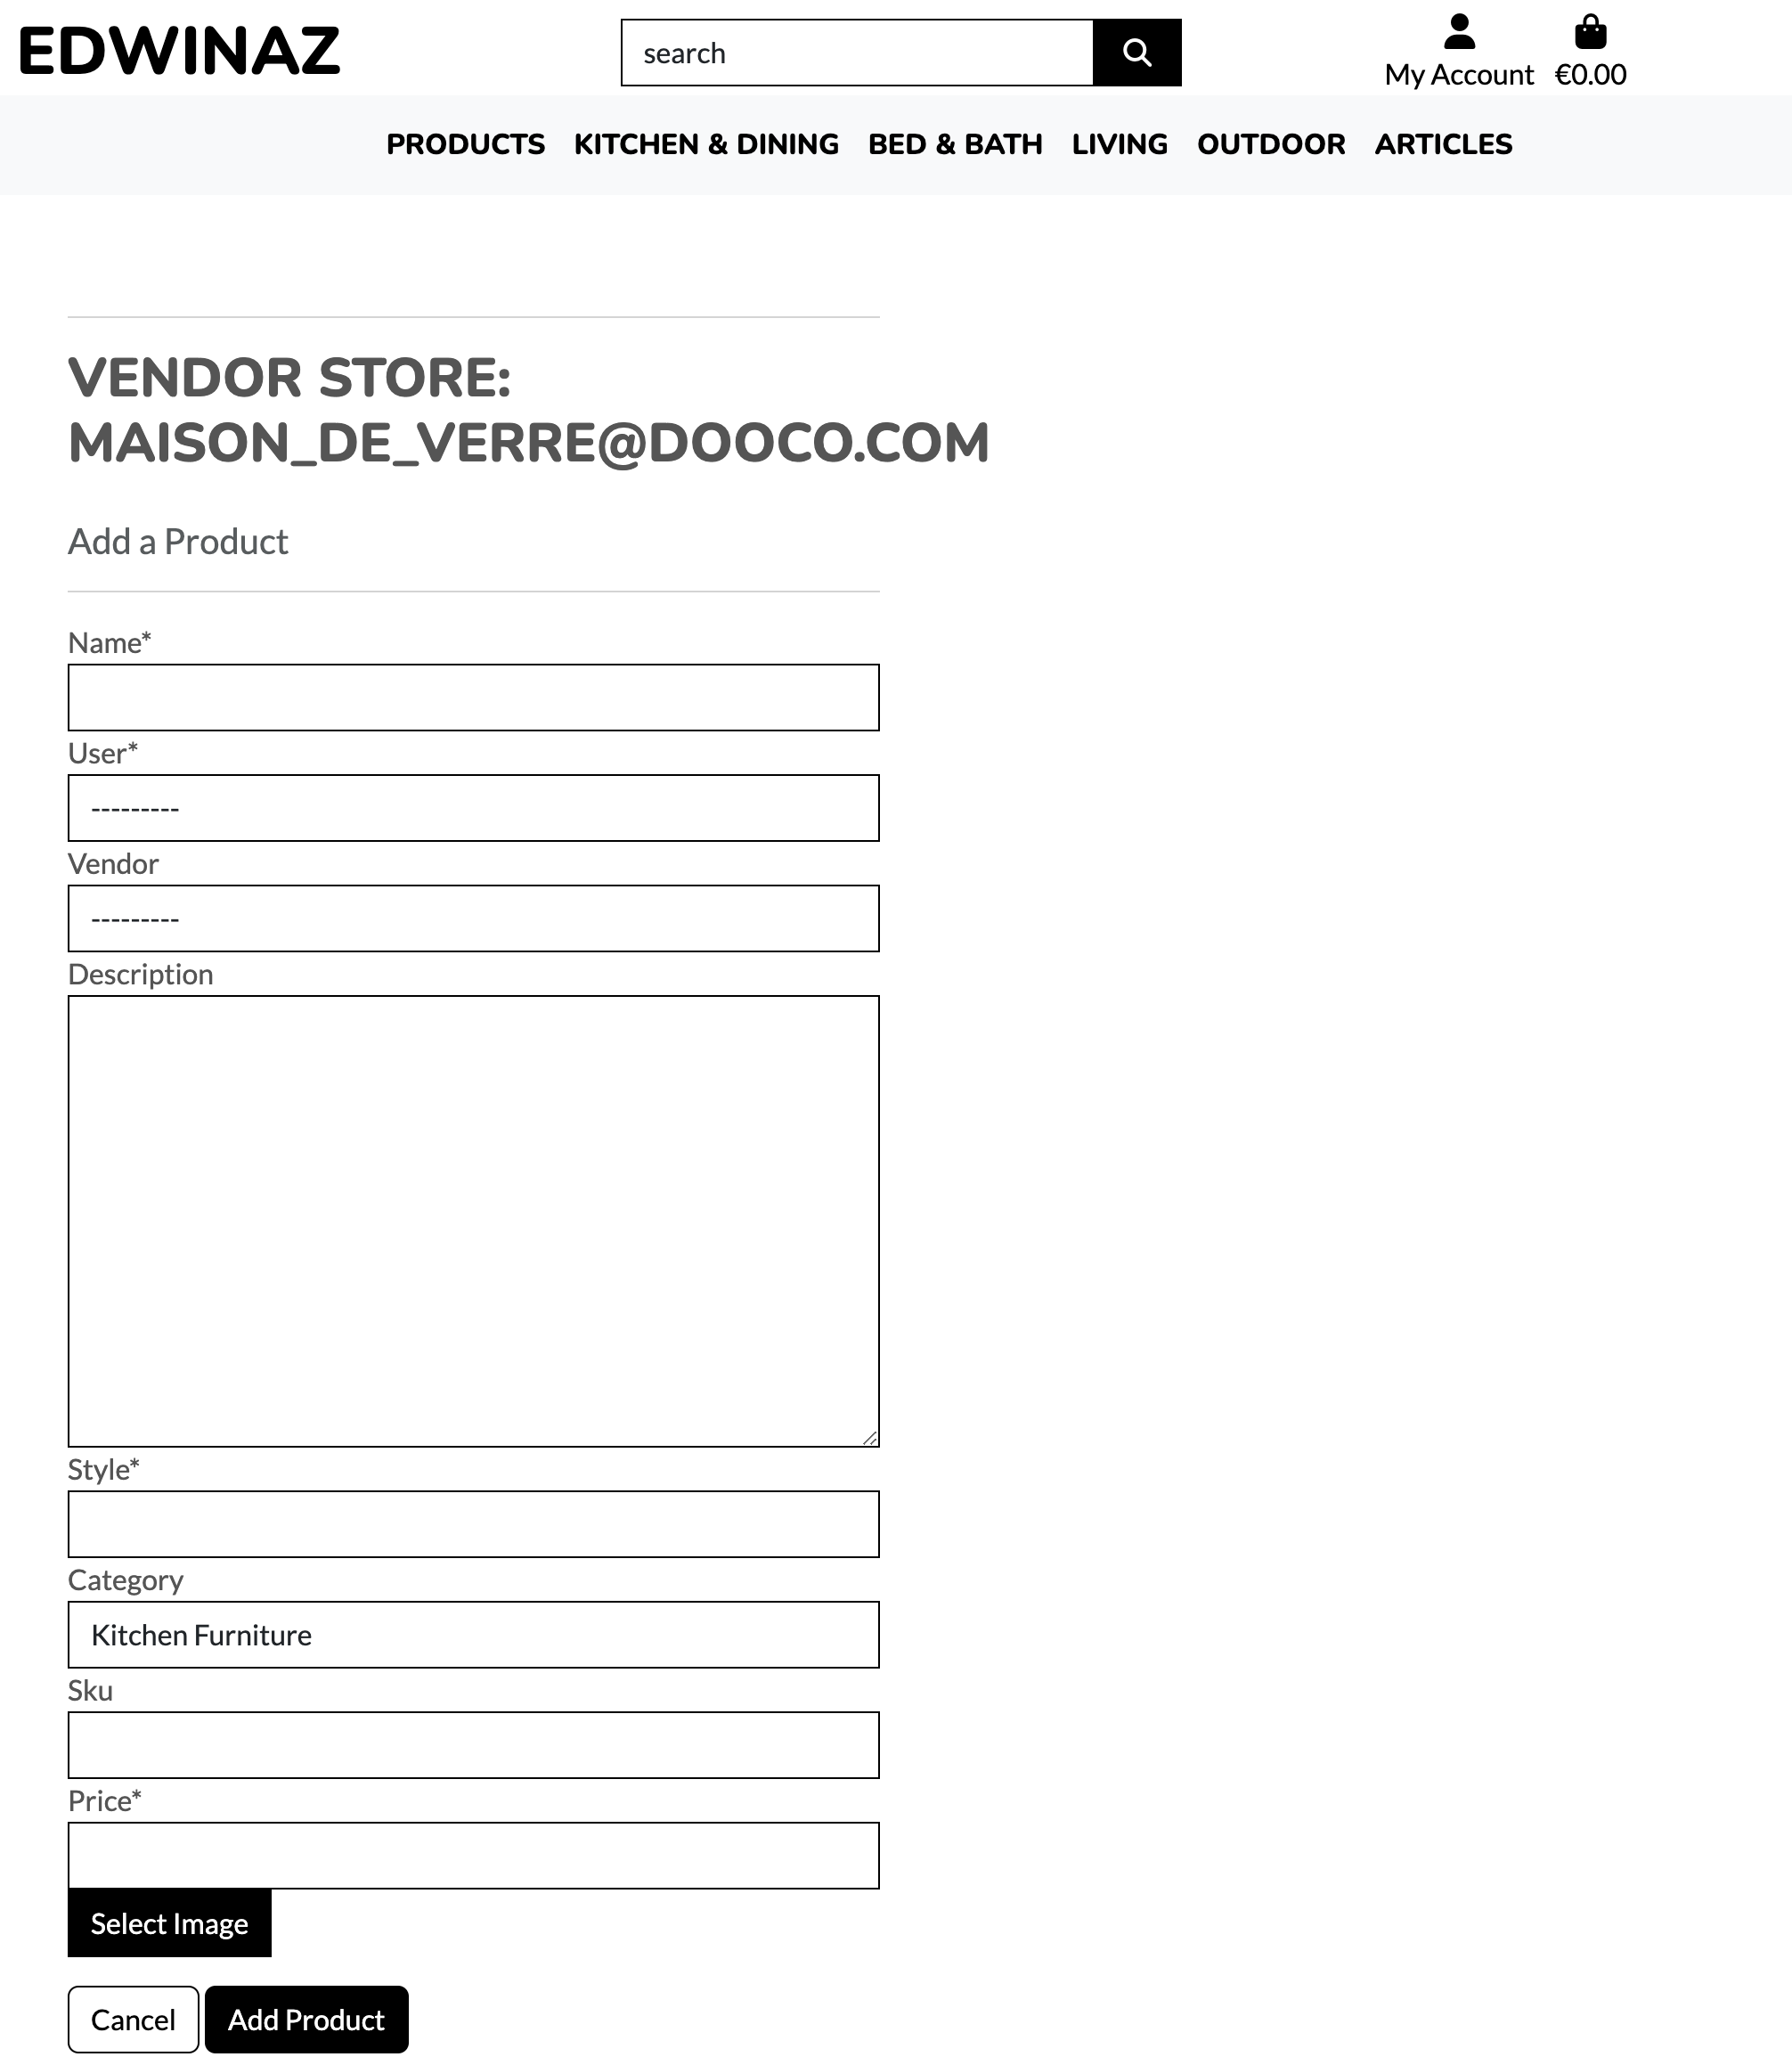 EDWINAZ
search
My Account €0.00
PRODUCTS KITCHEN & DINING BED & BATH LIVING OUTDOOR ARTICLES
VENDOR STORE:
MAISON_DE_VERRE@DOOCO.COM
Add a Product
Name*
User*
---------
Vendor
---------
Description
Style*
Category
Kitchen Furniture
Sku
Price*
Select Image
Cancel Add Product